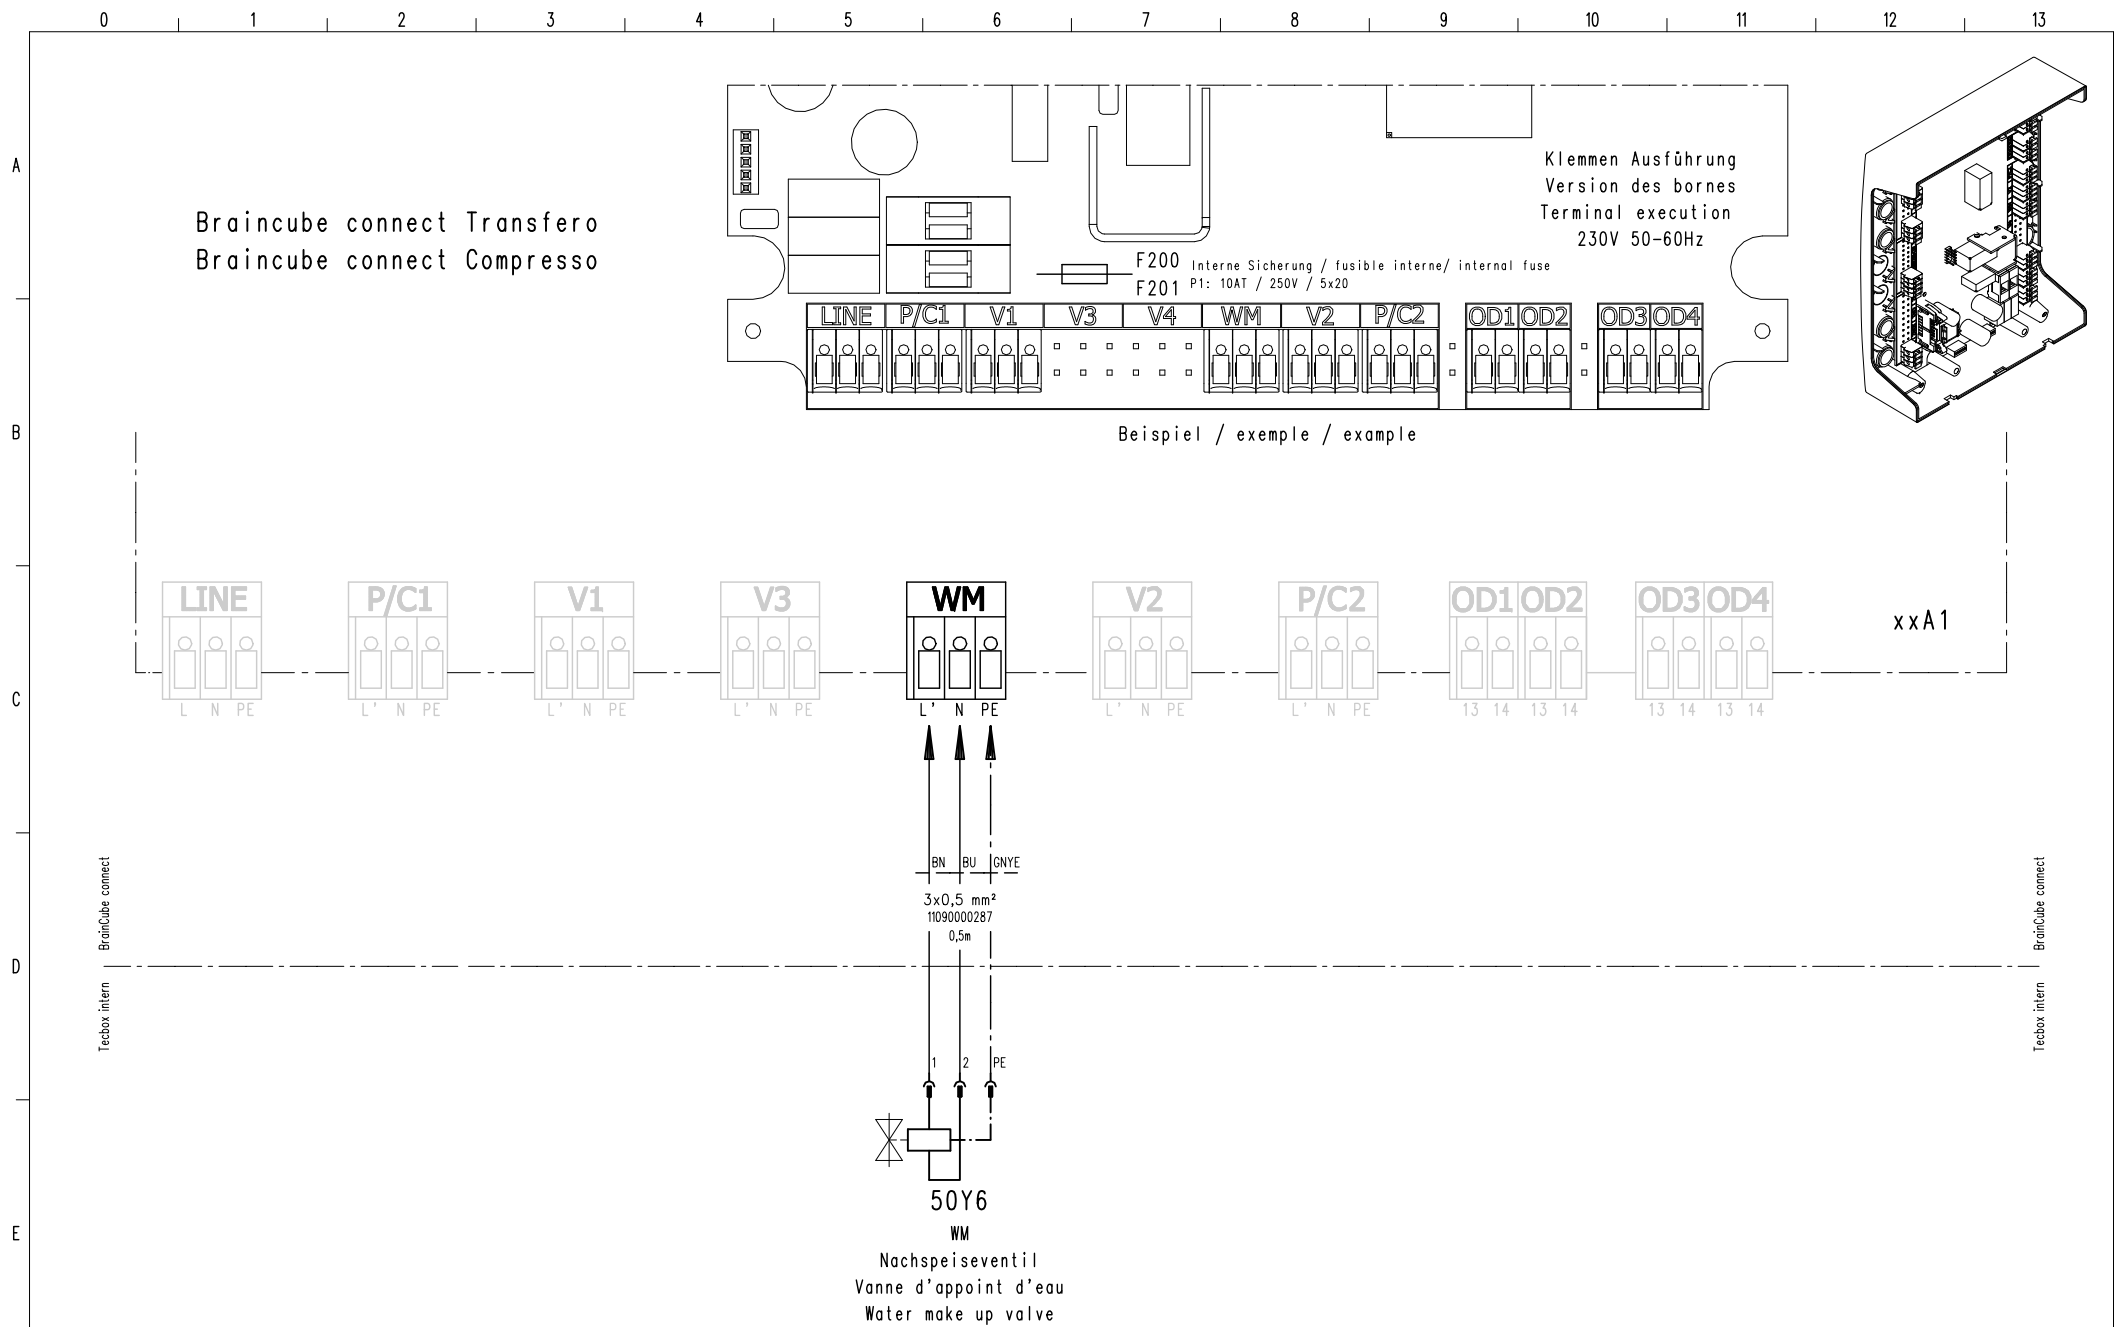 0 1 2 3 4 5 6 7 8 9 10 11 12 13
A
Klemmen Ausführung
Version des bornes
Terminal execution
230V 50-60Hz
Braincube connect Transfero
Braincube connect Compresso
F200 Interne Sicherung / fusible interne/ internal fuse
F201 P1: 10AT / 250V / 5x20
LINE P/C1 V1 V3 V4 WM V2 P/C2 OD1 OD2 OD3 OD4
B
Beispiel / exemple / example
LINE P/C1 V1 V3 WM V2 P/C2 OD1 OD2 OD3 OD4
xxA1
C
L N PE L' N PE L' N PE L' N PE L' N PE L' N PE L' N PE 13 14 13 14 13 14 13 14
BN BU GNYE
3x0,5 mm²
11090000287
0,5m
BrainCube connect
BrainCube connect
D
Tecbox intern
Tecbox intern
1 2 PE
50Y6
E
WM
Nachspeiseventil
Vanne d'appoint d'eau
Water make up valve